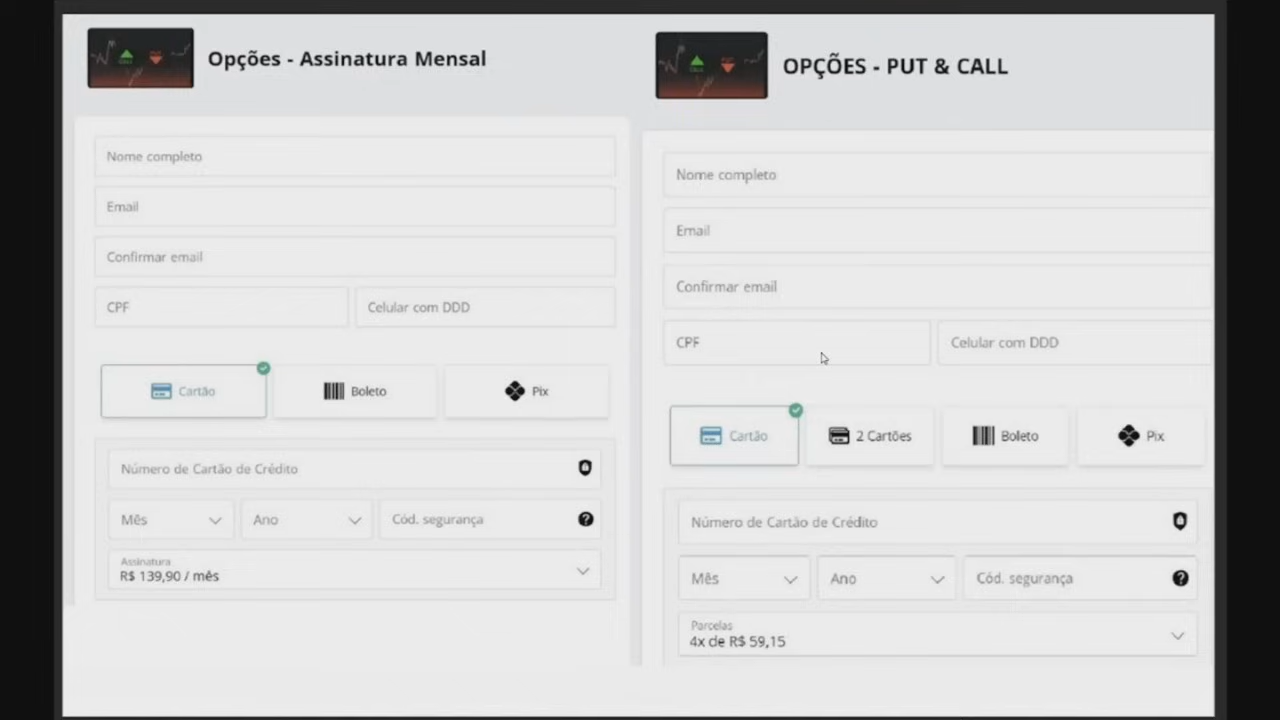 Opções - Assinatura Mensal
Nome completo
Email
Confirmar email
CPF
Celular com DDD
Cartão
Boleto
Pix
Número de Cartão de Crédito
Mês
Ano
Cód. segurança
Assinatura
R$ 139,90 / mês
OPÇÕES - PUT & CALL
Nome completo
Email
Confirmar email
CPF
Celular com DDD
Cartão
2 Cartões
Boleto
Pix
Número de Cartão de Crédito
Mês
Ano
Cód. segurança
Parcelas
4x de R$ 59,15